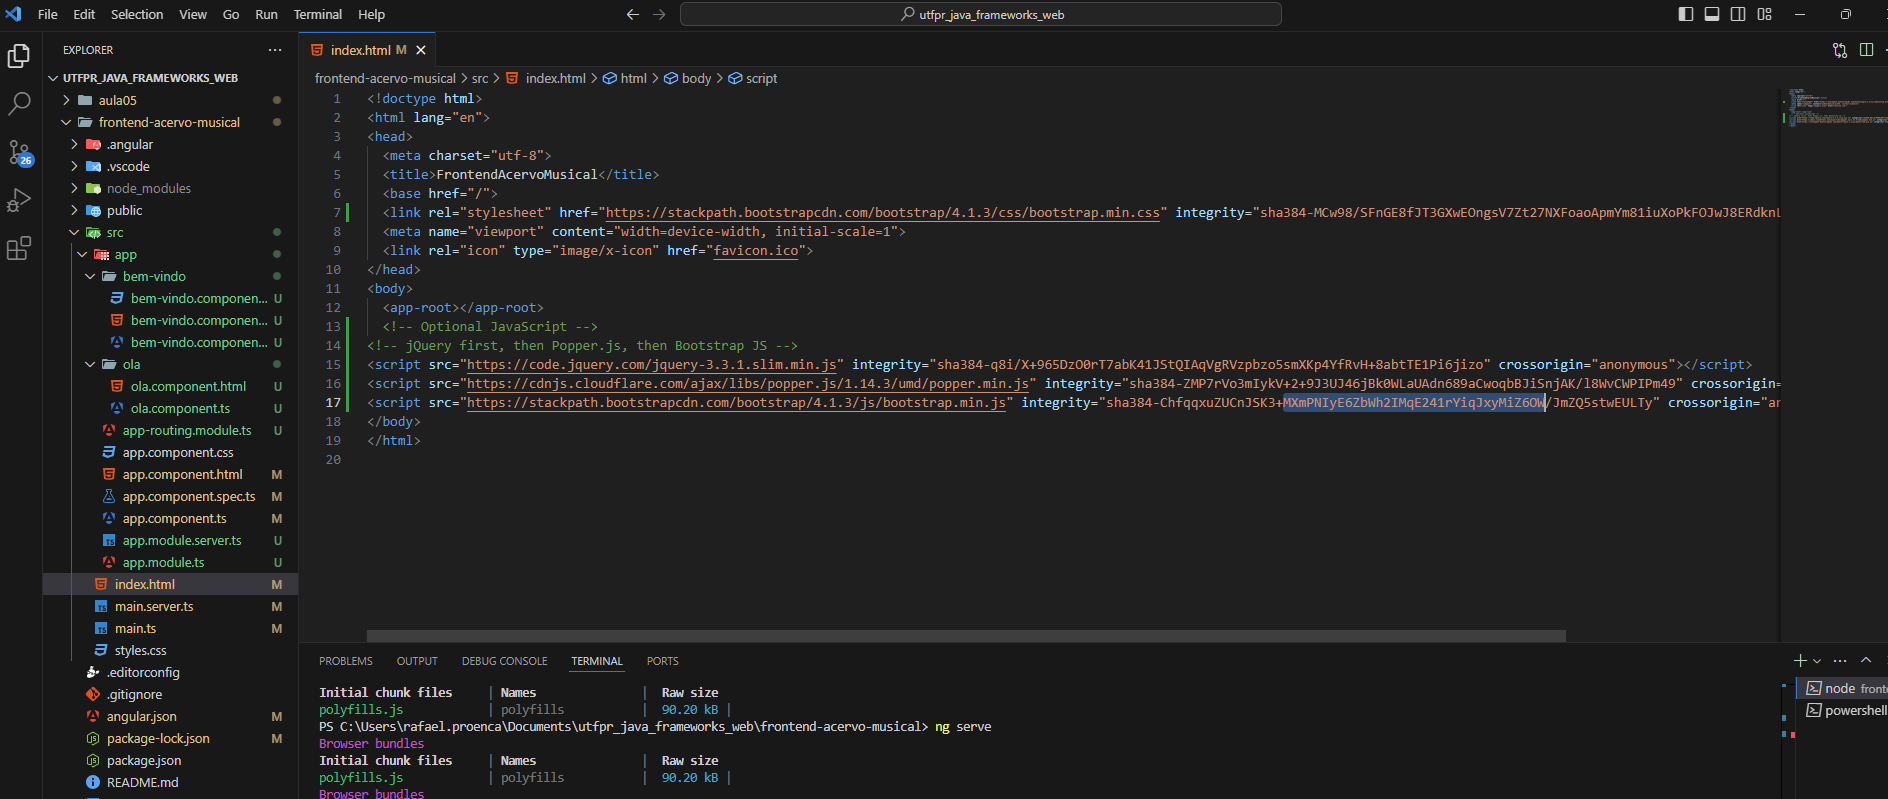 File Edit Selection View Go Run Terminal Help
utfpr_java_frameworks_web
EXPLORER
UTFPR_JAVA_FRAMEWORKS_WEB
aula05
frontend-acervo-musical
.angular
.vscode
node_modules
public
src
app
bem-vindo
bem-vindo.componen... U
bem-vindo.componen... U
bem-vindo.componen... U
ola
ola.component.html U
ola.component.ts U
app-routing.module.ts U
app.component.css
app.component.html M
app.component.spec.ts M
app.component.ts M
app.module.server.ts U
app.module.ts U
index.html M
main.server.ts M
main.ts M
styles.css
.editorconfig
.gitignore
angular.json M
package-lock.json M
package.json
README.md
26
index.html M
frontend-acervo-musical > src > index.html > html > body > script
1 <!doctype html>
2 <html lang="en">
3 <head>
4 <meta charset="utf-8">
5 <title>FrontendAcervoMusical</title>
6 <base href="/">
7 <link rel="stylesheet" href="https://stackpath.bootstrapcdn.com/bootstrap/4.1.3/css/bootstrap.min.css" integrity="sha384-MCw98/SFnGE8fJT3GXwEOngsV7Zt27NXFoaoApmYm81iuXoPkFOJwJ8ERdknL
8 <meta name="viewport" content="width=device-width, initial-scale=1">
9 <link rel="icon" type="image/x-icon" href="favicon.ico">
10 </head>
11 <body>
12 <app-root></app-root>
13 <!-- Optional JavaScript -->
14 <!-- jQuery first, then Popper.js, then Bootstrap JS -->
15 <script src="https://code.jquery.com/jquery-3.3.1.slim.min.js" integrity="sha384-q8i/X+965DzO0rT7abK41JStQIAqVgRVzpbzo5smXKp4YfRvH+8abtTE1Pi6jizo" crossorigin="anonymous"></script>
16 <script src="https://cdnjs.cloudflare.com/ajax/libs/popper.js/1.14.3/umd/popper.min.js" integrity="sha384-ZMP7rVo3mIykV+2+9J3UJ46jBk0WLaUAdn689aCwoqbBJiSnjAK/l8WvCWPIPm49" crossorigin=
17 <script src="https://stackpath.bootstrapcdn.com/bootstrap/4.1.3/js/bootstrap.min.js" integrity="sha384-ChfqqxuZUCnJSK3+MXmPNIyE6ZbWh2IMqE241rYiqJxyMiZ6OW/JmZQ5stwEULTy" crossorigin="an
18 </body>
19 </html>
20
PROBLEMS OUTPUT DEBUG CONSOLE TERMINAL PORTS
Initial chunk files | Names | Raw size
polyfills.js | polyfills | 90.20 kB |
PS C:\Users\rafael.proenca\Documents\utfpr_java_frameworks_web\frontend-acervo-musical> ng serve
Browser bundles
Initial chunk files | Names | Raw size
polyfills.js | polyfills | 90.20 kB |
Browser bundles
node fronte
powershell